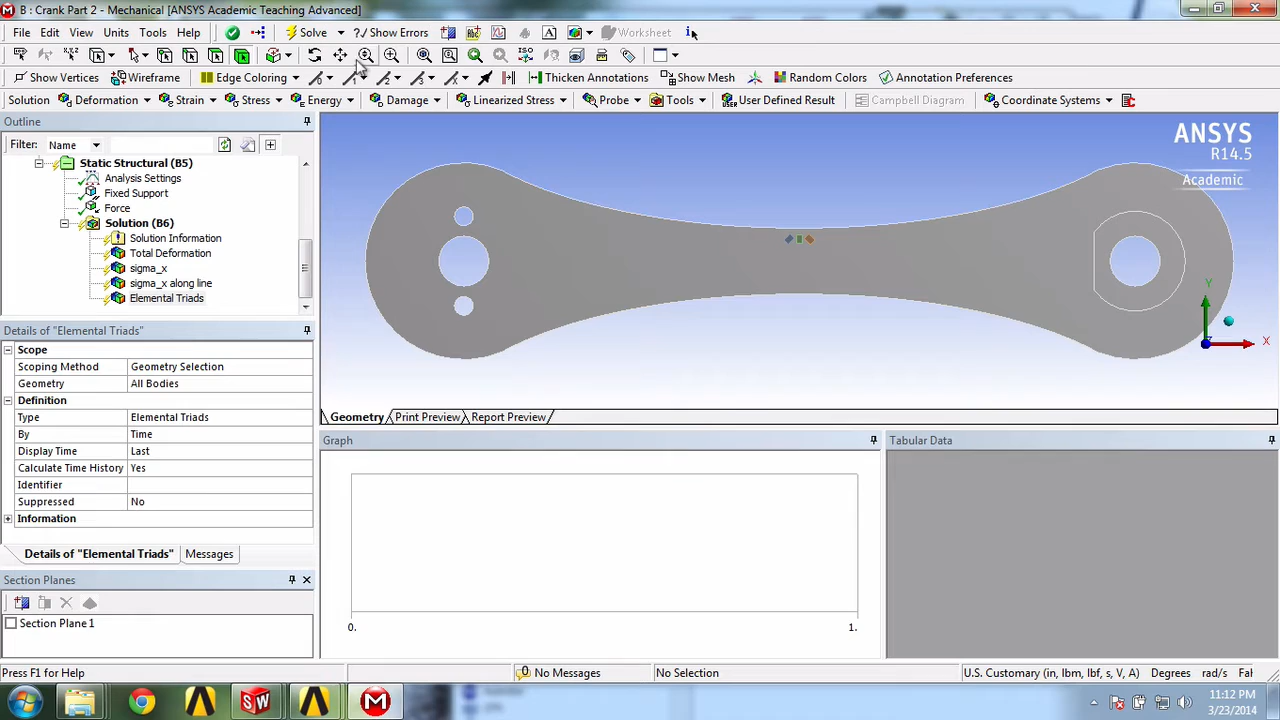 B : Crank Part 2 - Mechanical [ANSYS Academic Teaching Advanced]
File Edit View Units Tools Help Solve Show Errors Worksheet
Show Vertices Wireframe Edge Coloring Thicken Annotations Show Mesh Random Colors Annotation Preferences
Solution Deformation Strain Stress Energy Damage Linearized Stress Probe Tools User Defined Result Campbell Diagram Coordinate Systems
Outline
Filter: Name
Static Structural (B5)
Analysis Settings
Fixed Support
Force
Solution (B6)
Solution Information
Total Deformation
sigma_x
sigma_x along line
Elemental Triads
Details of "Elemental Triads"
Scope
Scoping Method Geometry Selection
Geometry All Bodies
Definition
Type Elemental Triads
By Time
Display Time Last
Calculate Time History Yes
Identifier
Suppressed No
Information
Details of "Elemental Triads" Messages
Section Planes
Section Plane 1
ANSYS
R14.5
Academic
Y
X
Geometry Print Preview Report Preview
Graph
0.
1.
Tabular Data
Press F1 for Help 0 No Messages No Selection U.S. Customary (in, lbm, lbf, s, V, A) Degrees rad/s Fal
11:12 PM
3/23/2014